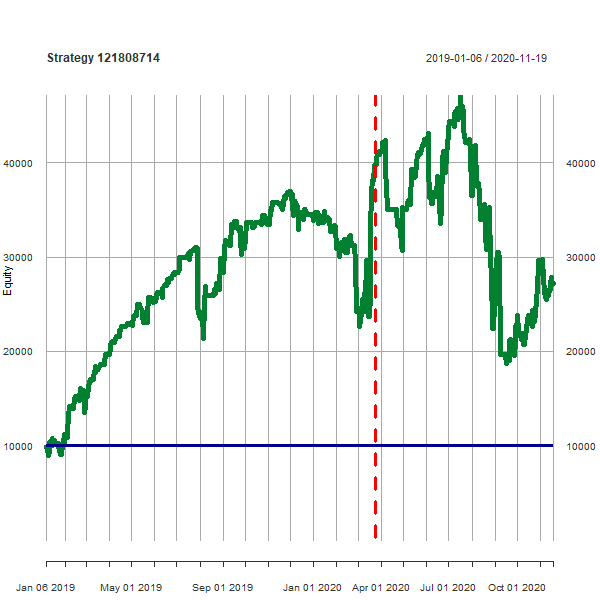 Strategy 121808714
2019-01-06 / 2020-11-19
40000
40000
30000
30000
Equity
20000
20000
10000
10000
Jan 06 2019
May 01 2019
Sep 01 2019
Jan 01 2020
Apr 01 2020
Jul 01 2020
Oct 01 2020